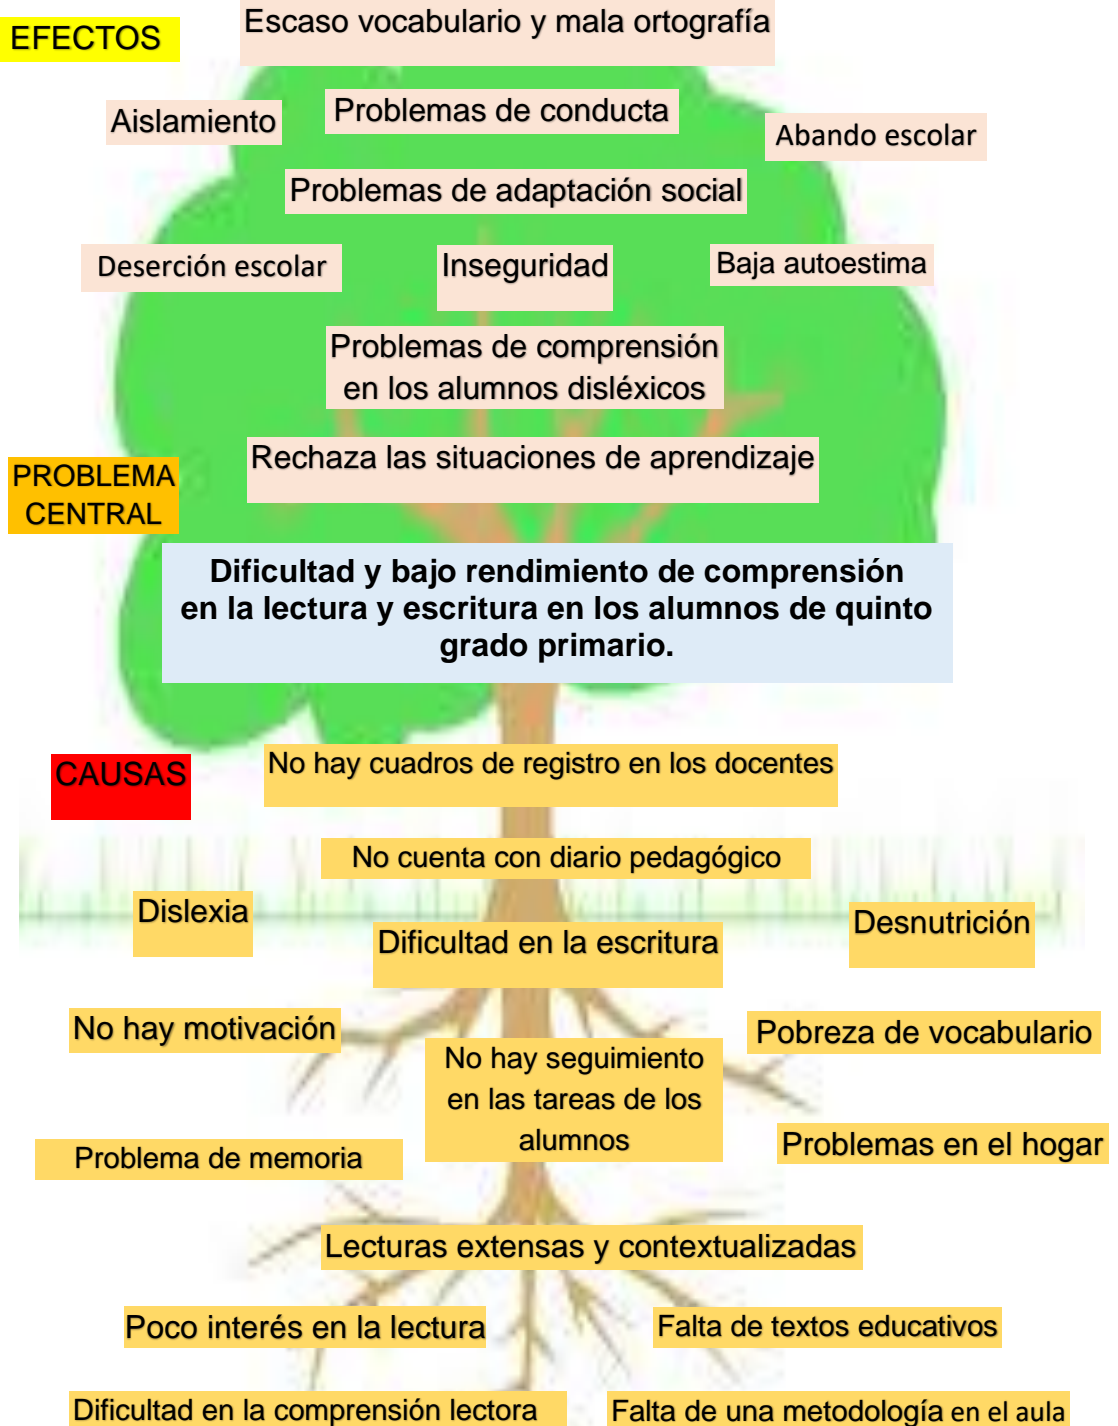 Escaso vocabulario y mala ortografía
EFECTOS
Problemas de conducta
Aislamiento
Abando escolar
Problemas de adaptación social
Deserción escolar
Inseguridad
Baja autoestima
Problemas de comprensión
en los alumnos disléxicos
Rechaza las situaciones de aprendizaje
PROBLEMA
CENTRAL
Dificultad y bajo rendimiento de comprensión
en la lectura y escritura en los alumnos de quinto
grado primario.
CAUSAS
No hay cuadros de registro en los docentes
No cuenta con diario pedagógico
Dislexia
Dificultad en la escritura
Desnutrición
No hay motivación
Pobreza de vocabulario
No hay seguimiento
en las tareas de los
alumnos
Problema de memoria
Problemas en el hogar
Lecturas extensas y contextualizadas
Poco interés en la lectura
Falta de textos educativos
Dificultad en la comprensión lectora
Falta de una metodología en el aula